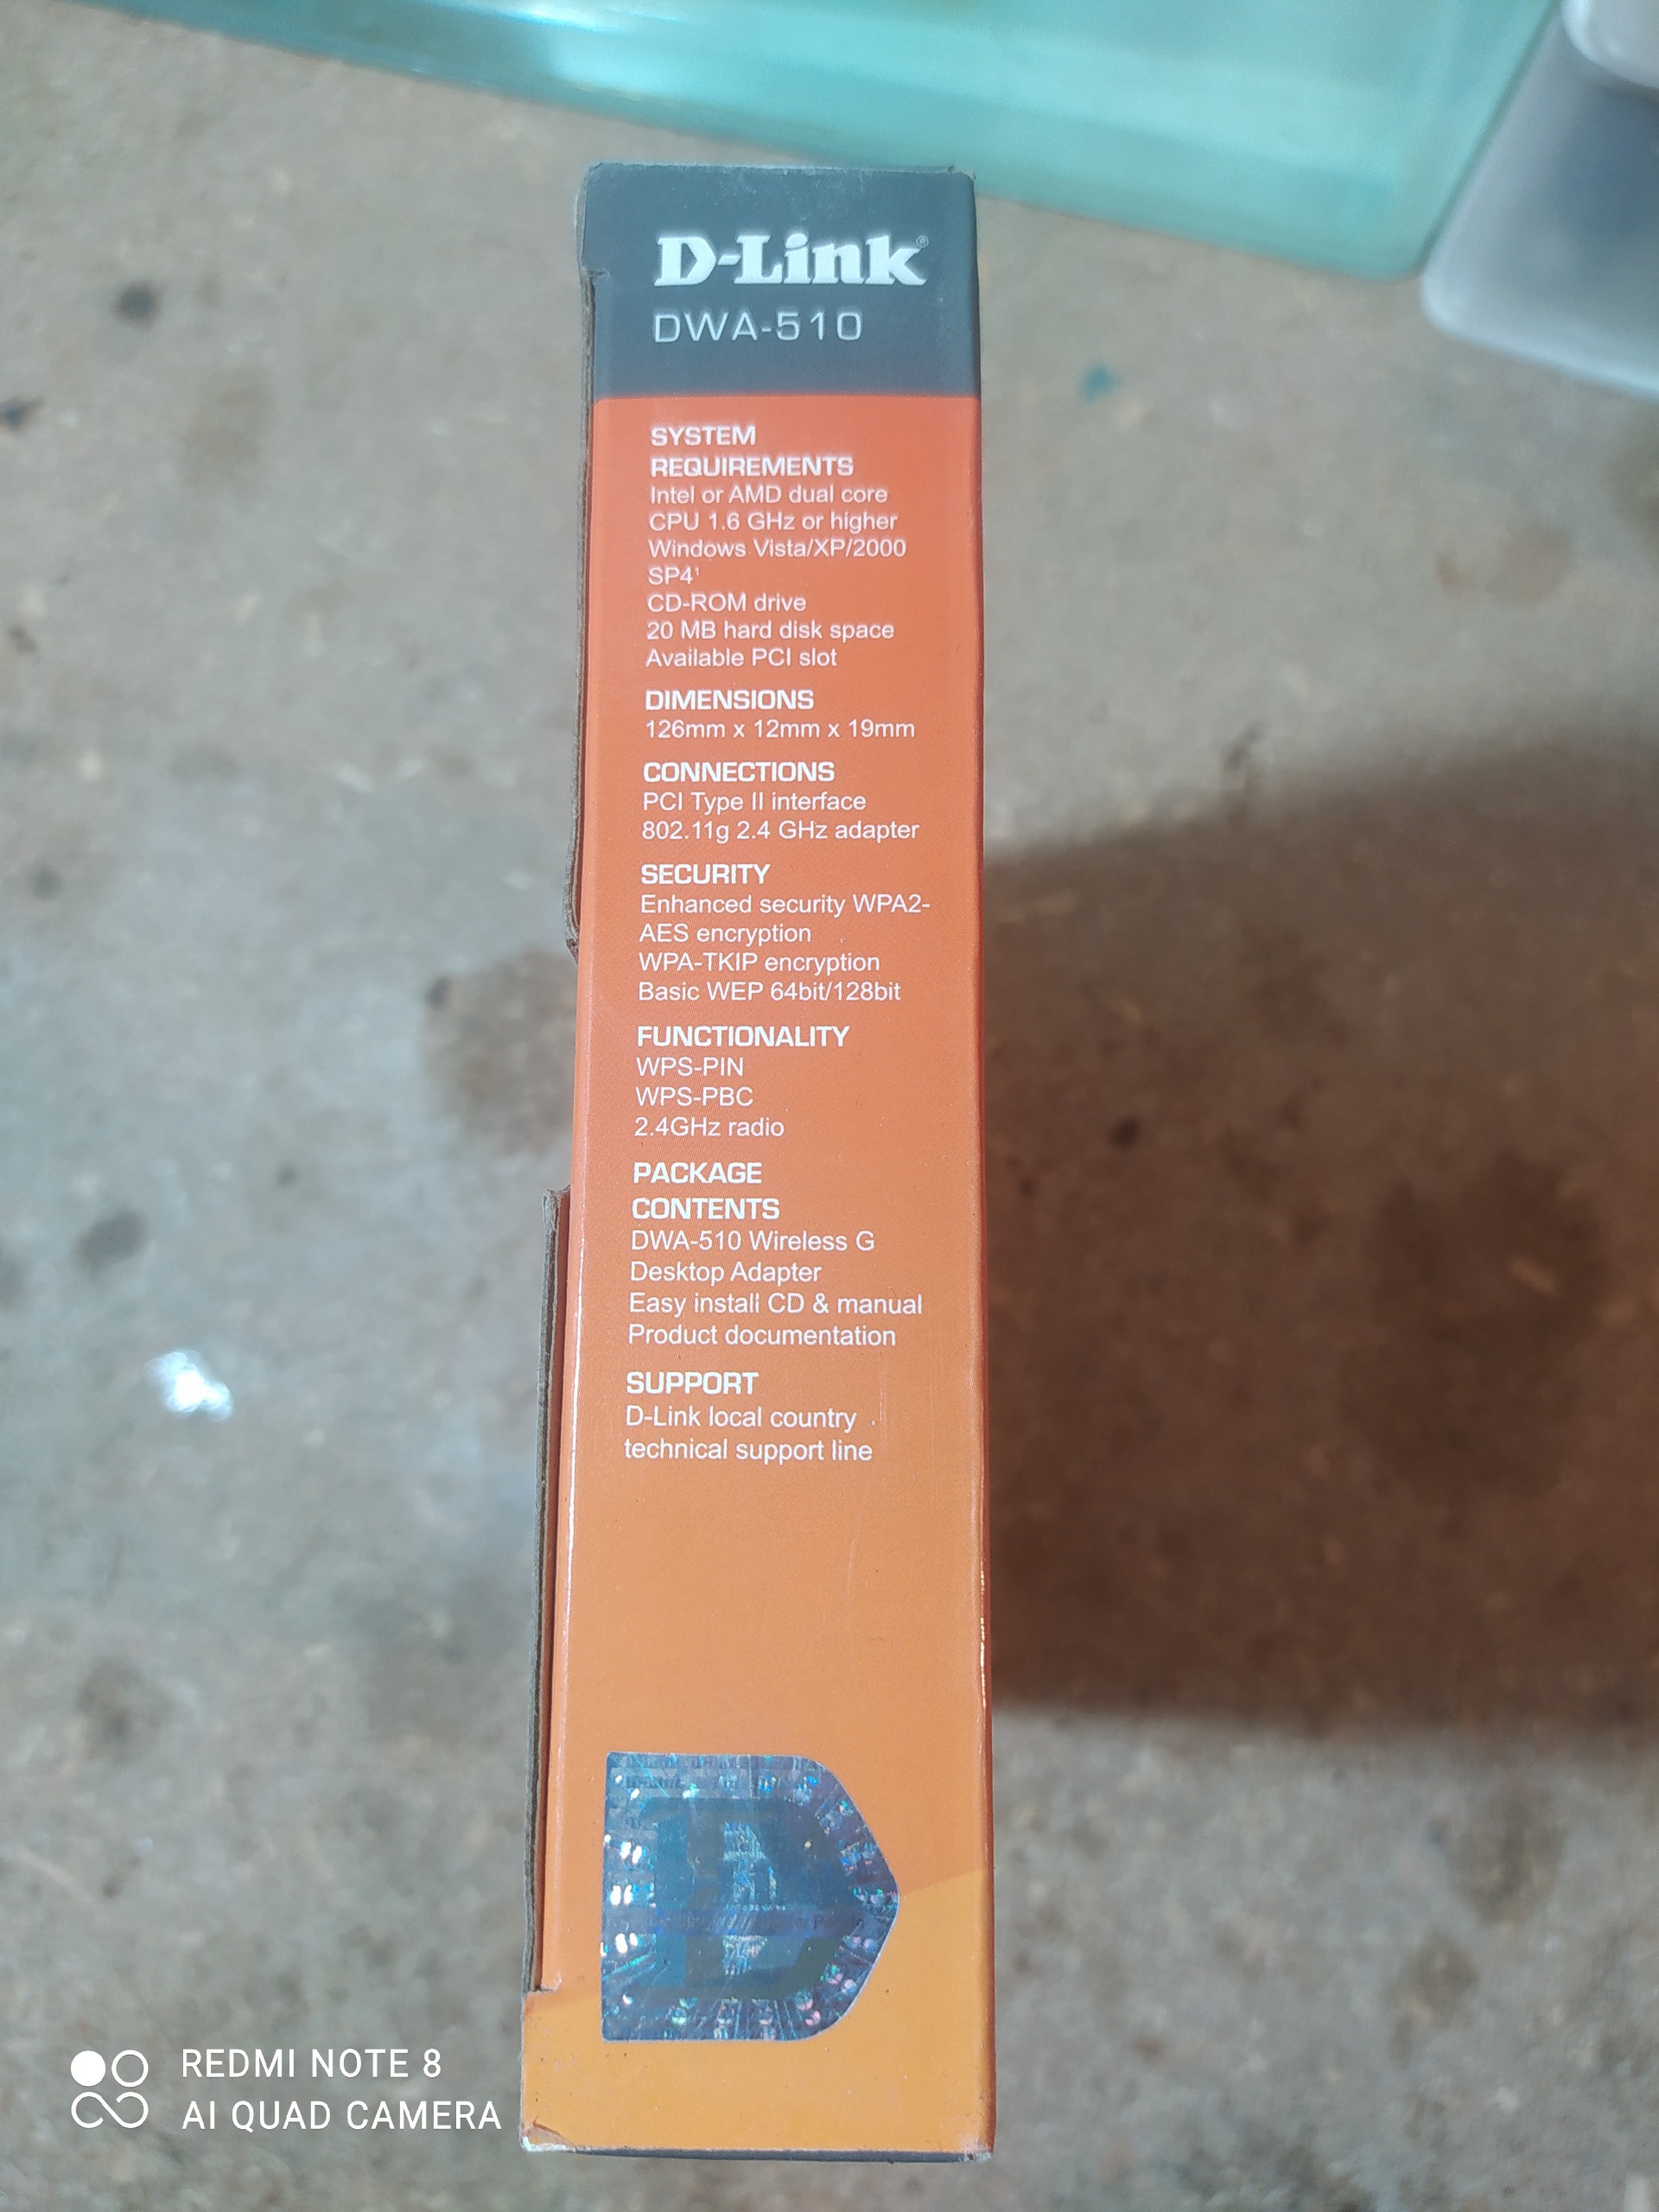 D-Link®
DWA-510
SYSTEM
REQUIREMENTS
Intel or AMD dual core
CPU 1.6 GHz or higher
Windows Vista/XP/2000
SP4¹
CD-ROM drive
20 MB hard disk space
Available PCI slot
DIMENSIONS
126mm x 12mm x 19mm
CONNECTIONS
PCI Type II interface
802.11g 2.4 GHz adapter
SECURITY
Enhanced security WPA2-
AES encryption
WPA-TKIP encryption
Basic WEP 64bit/128bit
FUNCTIONALITY
WPS-PIN
WPS-PBC
2.4GHz radio
PACKAGE
CONTENTS
DWA-510 Wireless G
Desktop Adapter
Easy install CD & manual
Product documentation
SUPPORT
D-Link local country
technical support line
REDMI NOTE 8
AI QUAD CAMERA